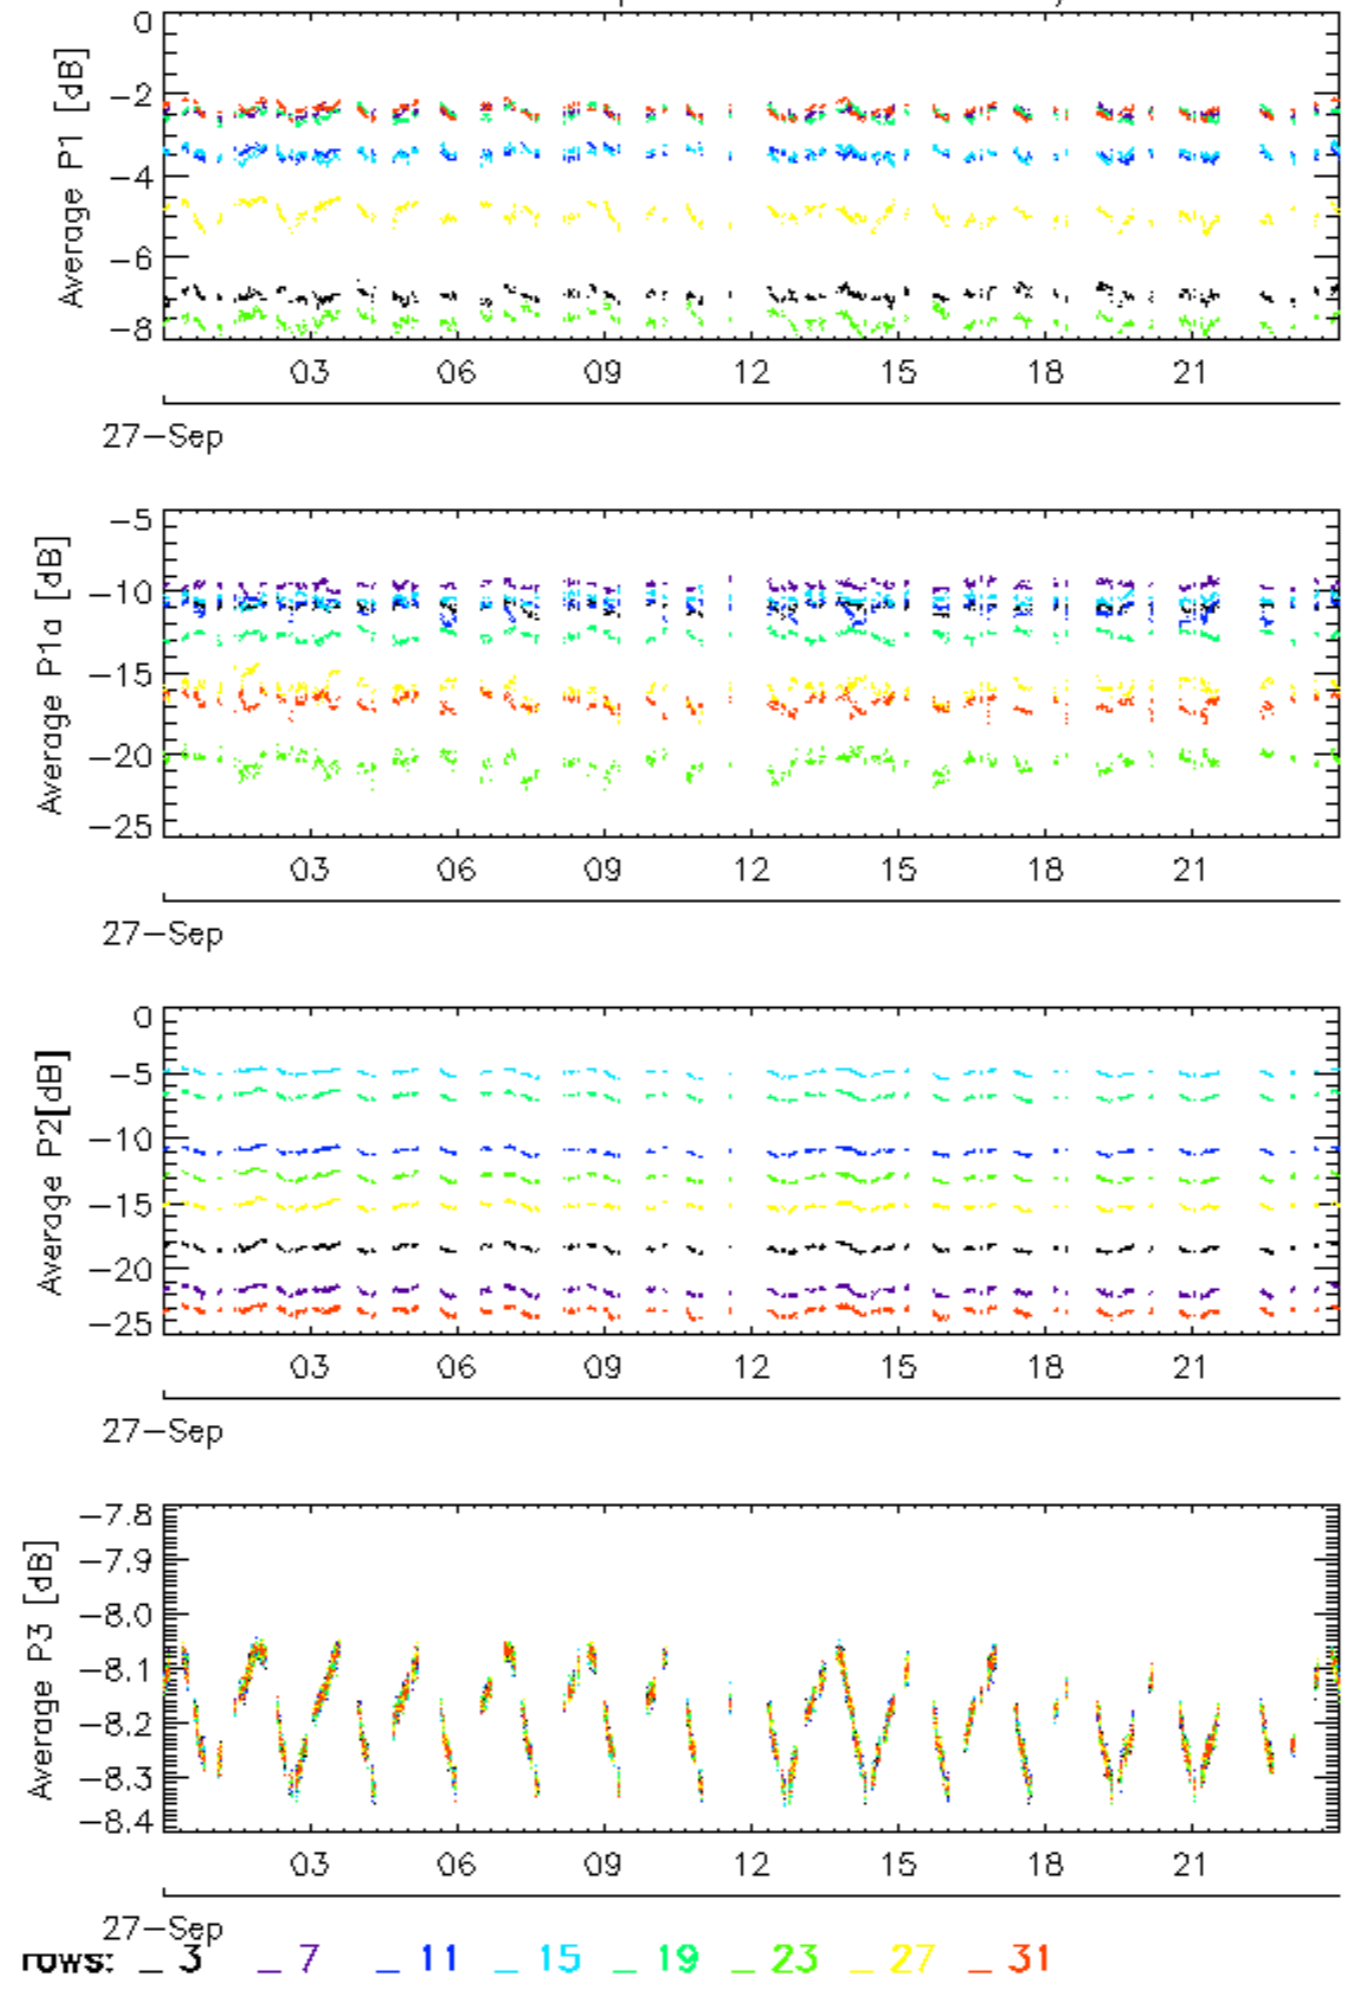 Average P1 [dB]
0
−2
−4
−6
−8
03 06 09 12 15 18 21
27−Sep
Average P1a [dB]
−5
−10
−15
−20
−25
03 06 09 12 15 18 21
27−Sep
Average P2[dB]
0
−5
−10
−15
−20
−25
03 06 09 12 15 18 21
27−Sep
Average P3 [dB]
−7.8
−7.9
−8.0
−8.1
−8.2
−8.3
−8.4
03 06 09 12 15 18 21
27−Sep
rows: _ 3 _ 7 _ 11 _ 15 _ 19 _ 23 _ 27 _ 31